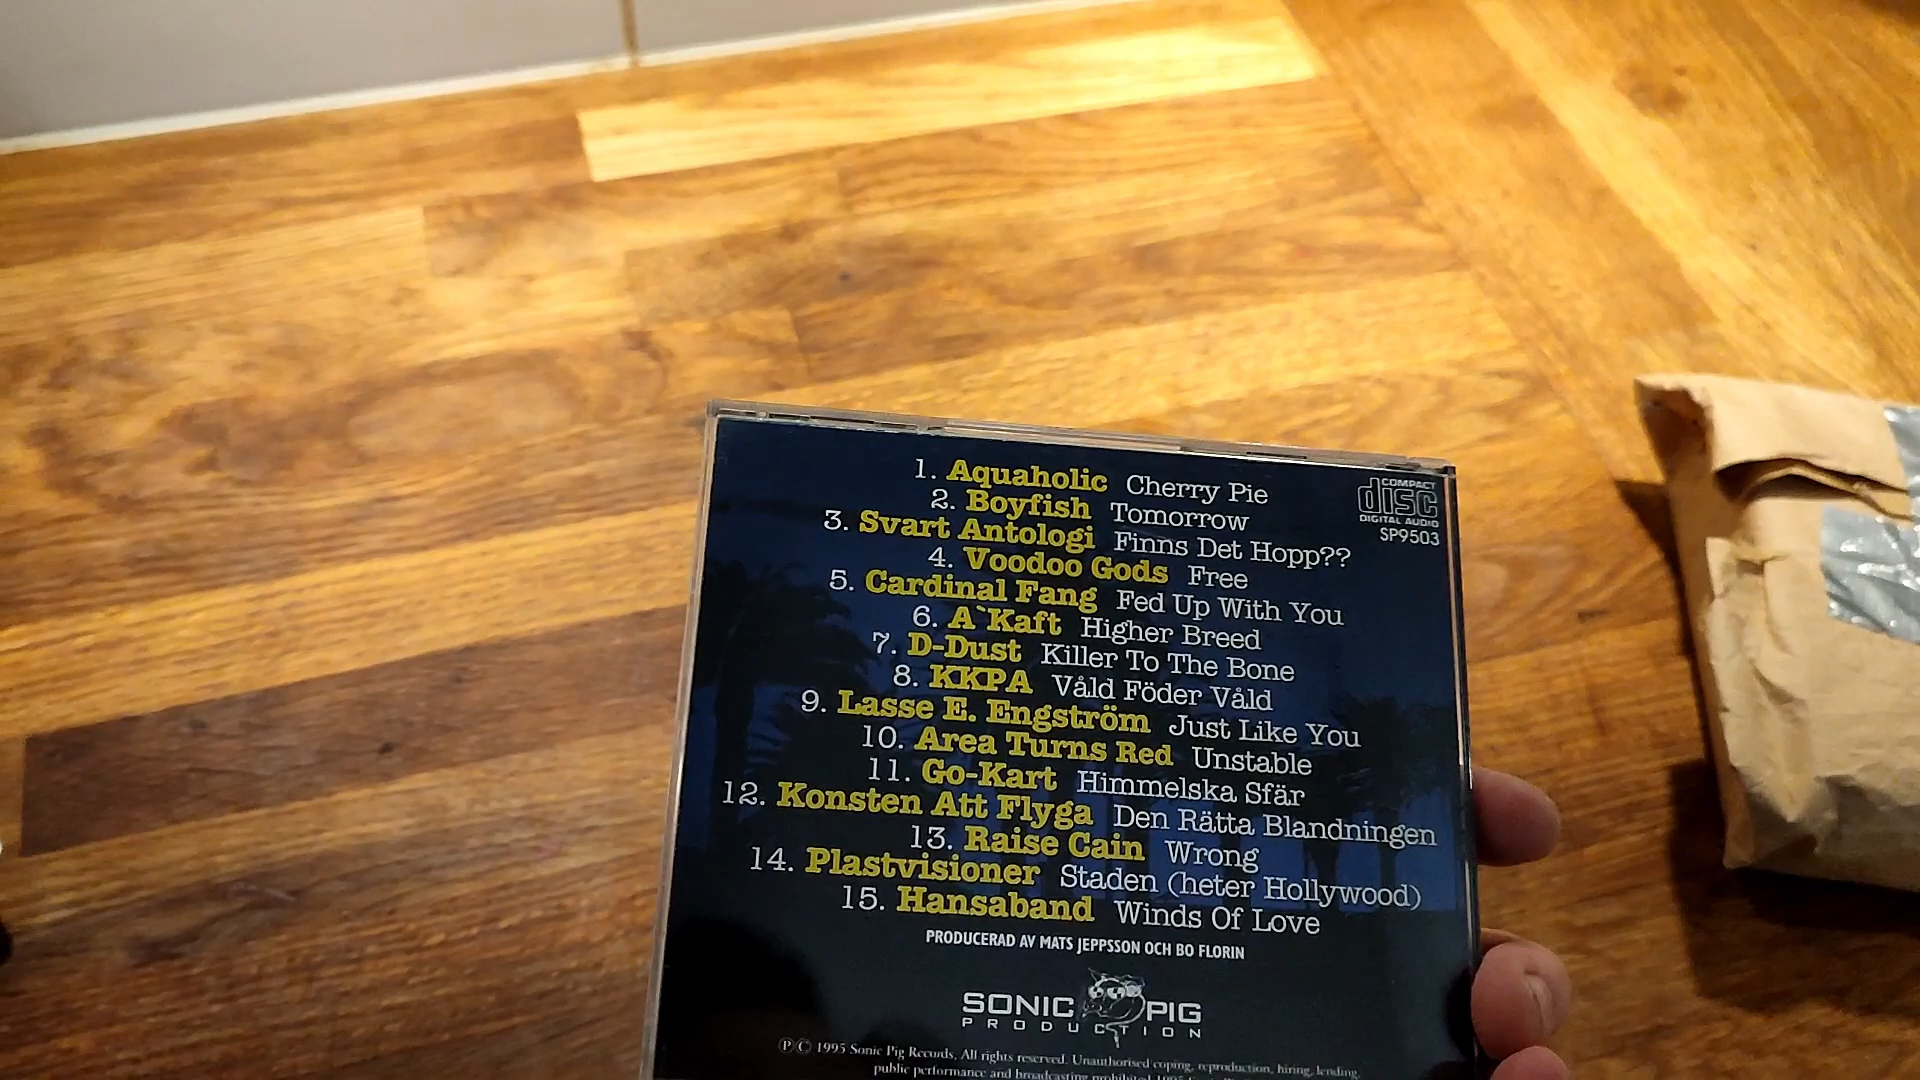 1. Aquaholic Cherry Pie
2. Boyfish Tomorrow
3. Svart Antologi Finns Det Hopp??
4. Voodoo Gods Free
5. Cardinal Fang Fed Up With You
6. A`Kaft Higher Breed
7. D-Dust Killer To The Bone
8. KKPA Våld Föder Våld
9. Lasse E. Engström Just Like You
10. Area Turns Red Unstable
11. Go-Kart Himmelska Sfär
12. Konsten Att Flyga Den Rätta Blandningen
13. Raise Cain Wrong
14. Plastvisioner Staden (heter Hollywood)
15. Hansaband Winds Of Love
COMPACT
disc
DIGITAL AUDIO
SP9503
PRODUCERAD AV MATS JEPPSSON OCH BO FLORIN
SONIC PIG
PRODUCTION
Ⓟ Ⓒ 1995 Sonic Pig Records. All rights reserved. Unauthorised coping, reproduction, hiring, lending,
public performance and broadcasting prohibited 1995